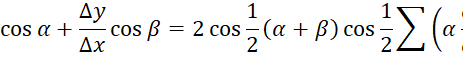 cos α + Δy/Δx cos β = 2 cos 1/2 (α + β) cos 1/2 ∑ (α